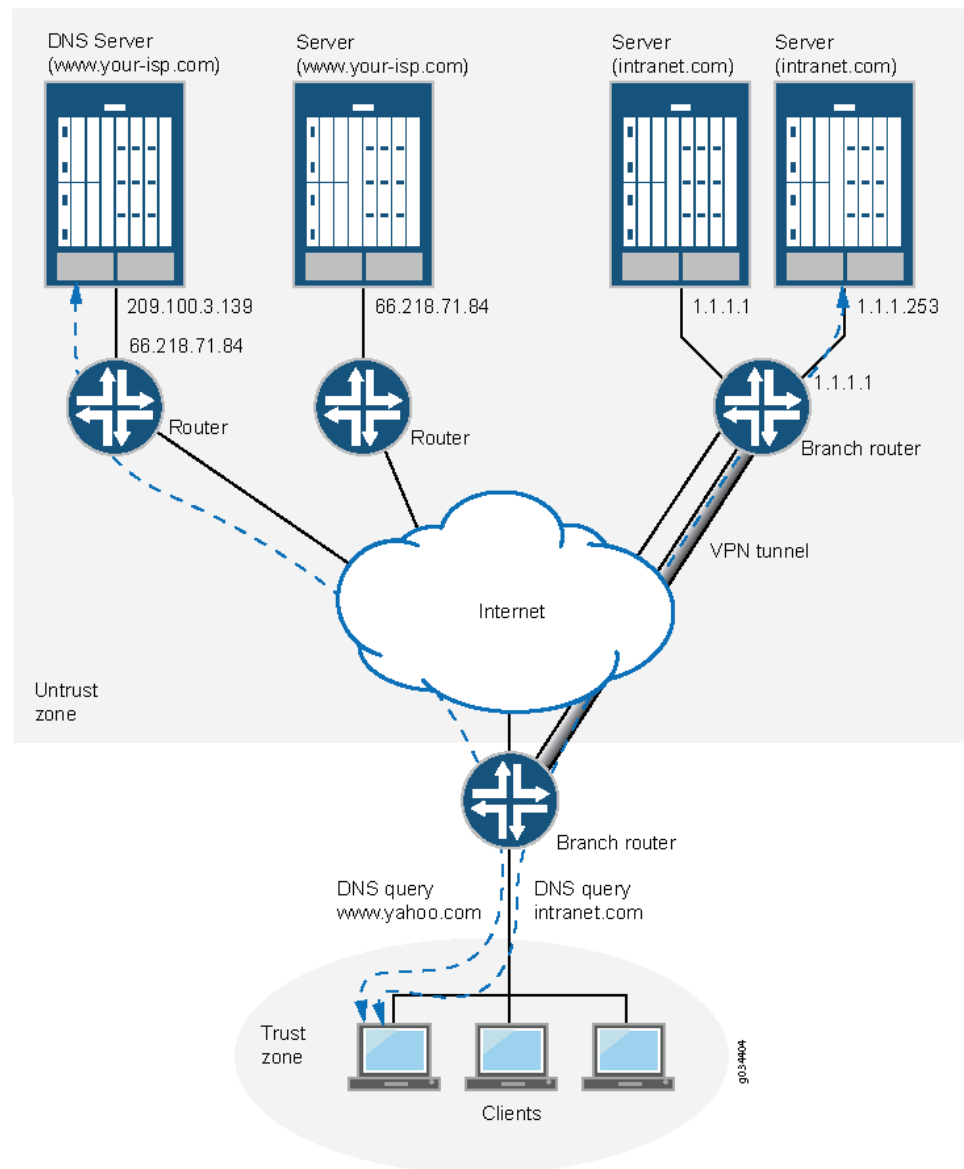 DNS Server
(www.your-isp.com)
Server
(www.your-isp.com)
Server
(intranet.com)
Server
(intranet.com)
209.100.3.139
66.218.71.84
66.218.71.84
1.1.1.1
1.1.1.253
1.1.1.1
Router
Router
Branch router
VPN tunnel
Internet
Untrust
zone
Branch router
DNS query
www.yahoo.com
DNS query
intranet.com
Trust
zone
Clients
g034404